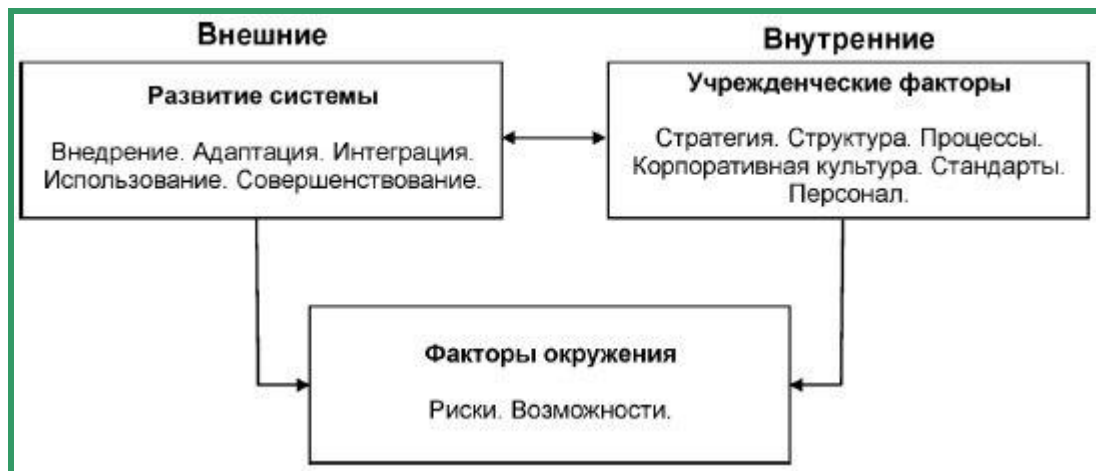 Внешние
Внутренние
Развитие системы
Внедрение. Адаптация. Интеграция.
Использование. Совершенствование.
Учрежденческие факторы
Стратегия. Структура. Процессы.
Корпоративная культура. Стандарты.
Персонал.
Факторы окружения
Риски. Возможности.